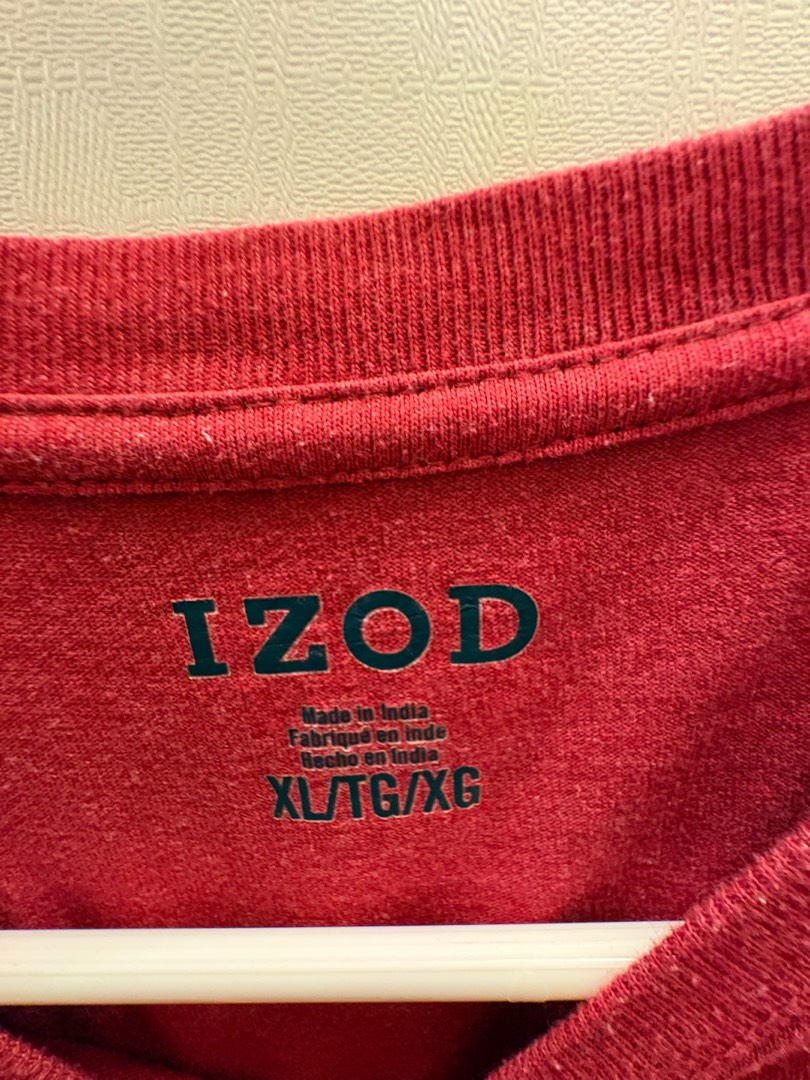 IZOD
Made in India
Fabriqué en Inde
Hecho en India
XL/TG/XG